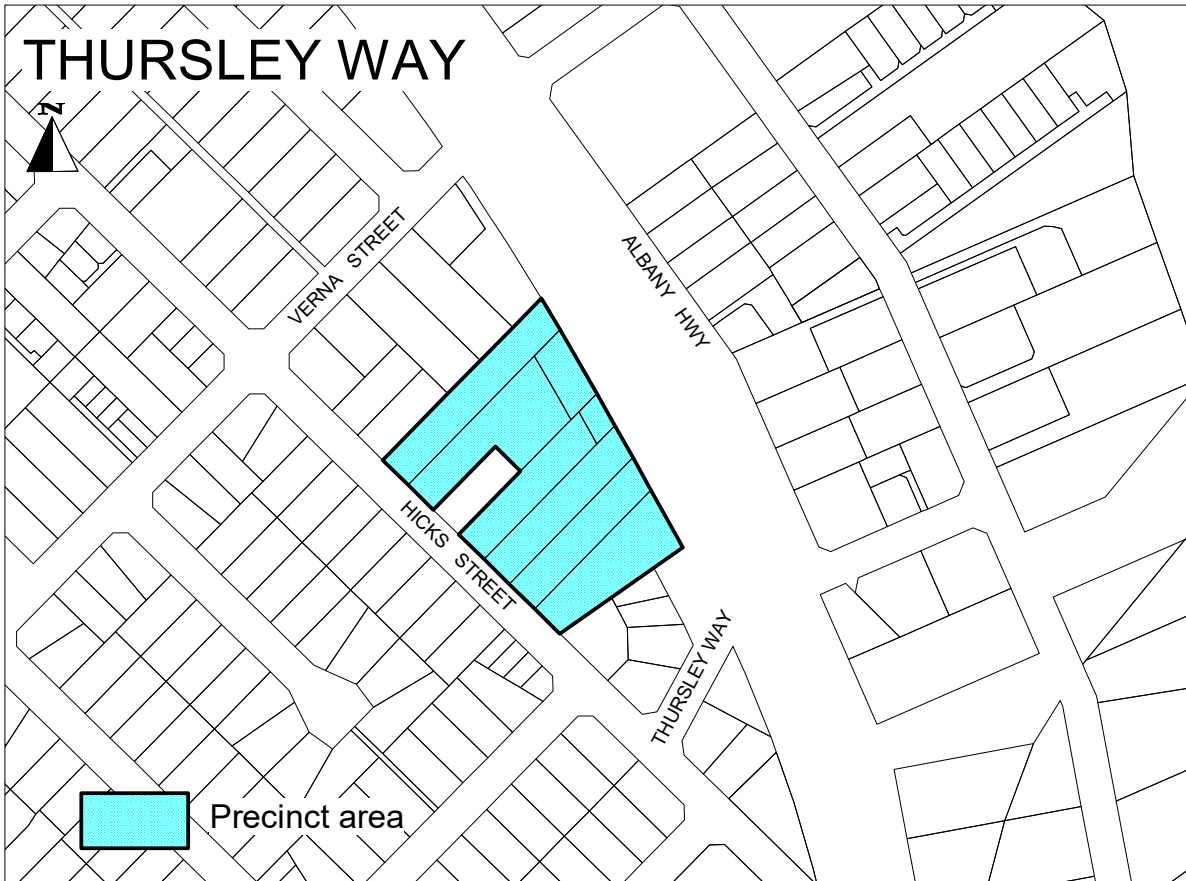 THURSLEY WAY
N
VERNA STREET
ALBANY HWY
HICKS STREET
THURSLEY WAY
Precinct area